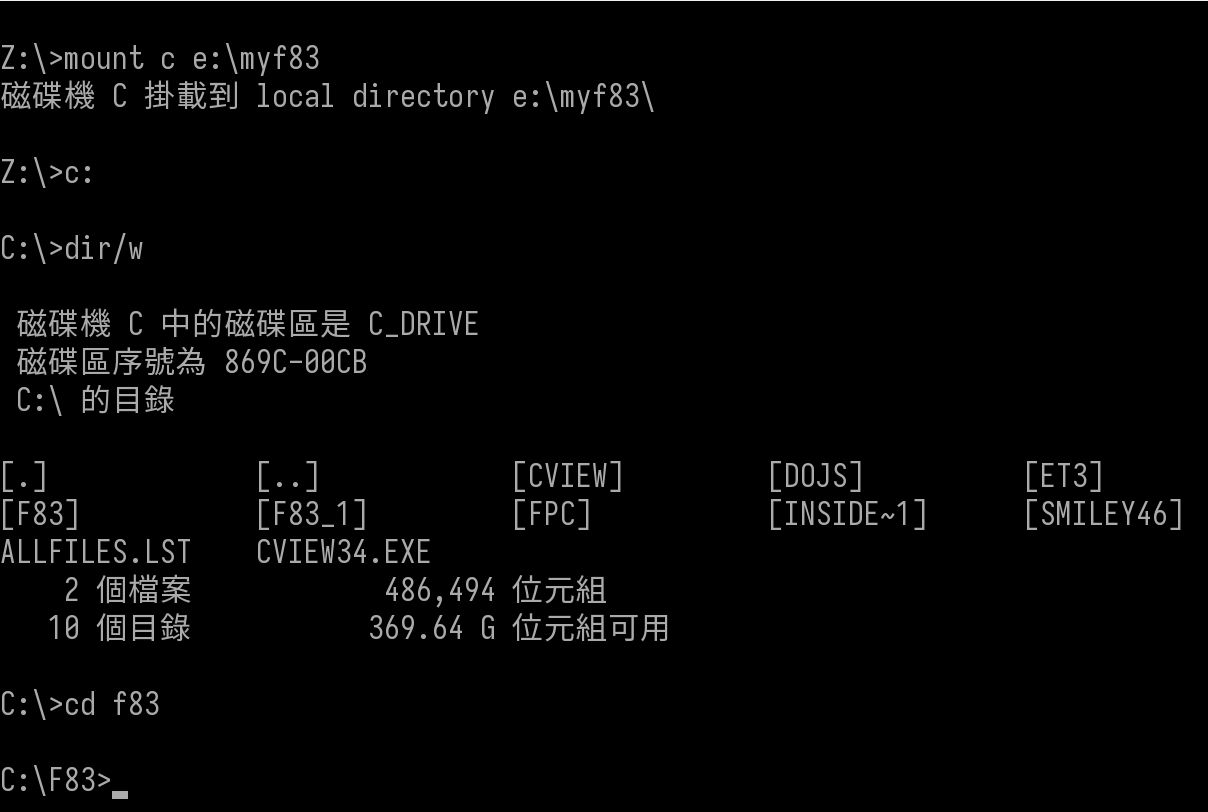 Z:\>mount c e:\myf83
磁碟機 C 掛載到 local directory e:\myf83\
Z:\>c:
C:\>dir/w
磁碟機 C 中的磁碟區是 C_DRIVE
磁碟區序號為 869C-00CB
C:\ 的目錄
[.] [..] [CVIEW] [DOJS] [ET3]
[F83] [F83_1] [FPC] [INSIDE~1] [SMILEY46]
ALLFILES.LST CVIEW34.EXE
2 個檔案 486,494 位元組
10 個目錄 369.64 G 位元組可用
C:\>cd f83
C:\F83>_